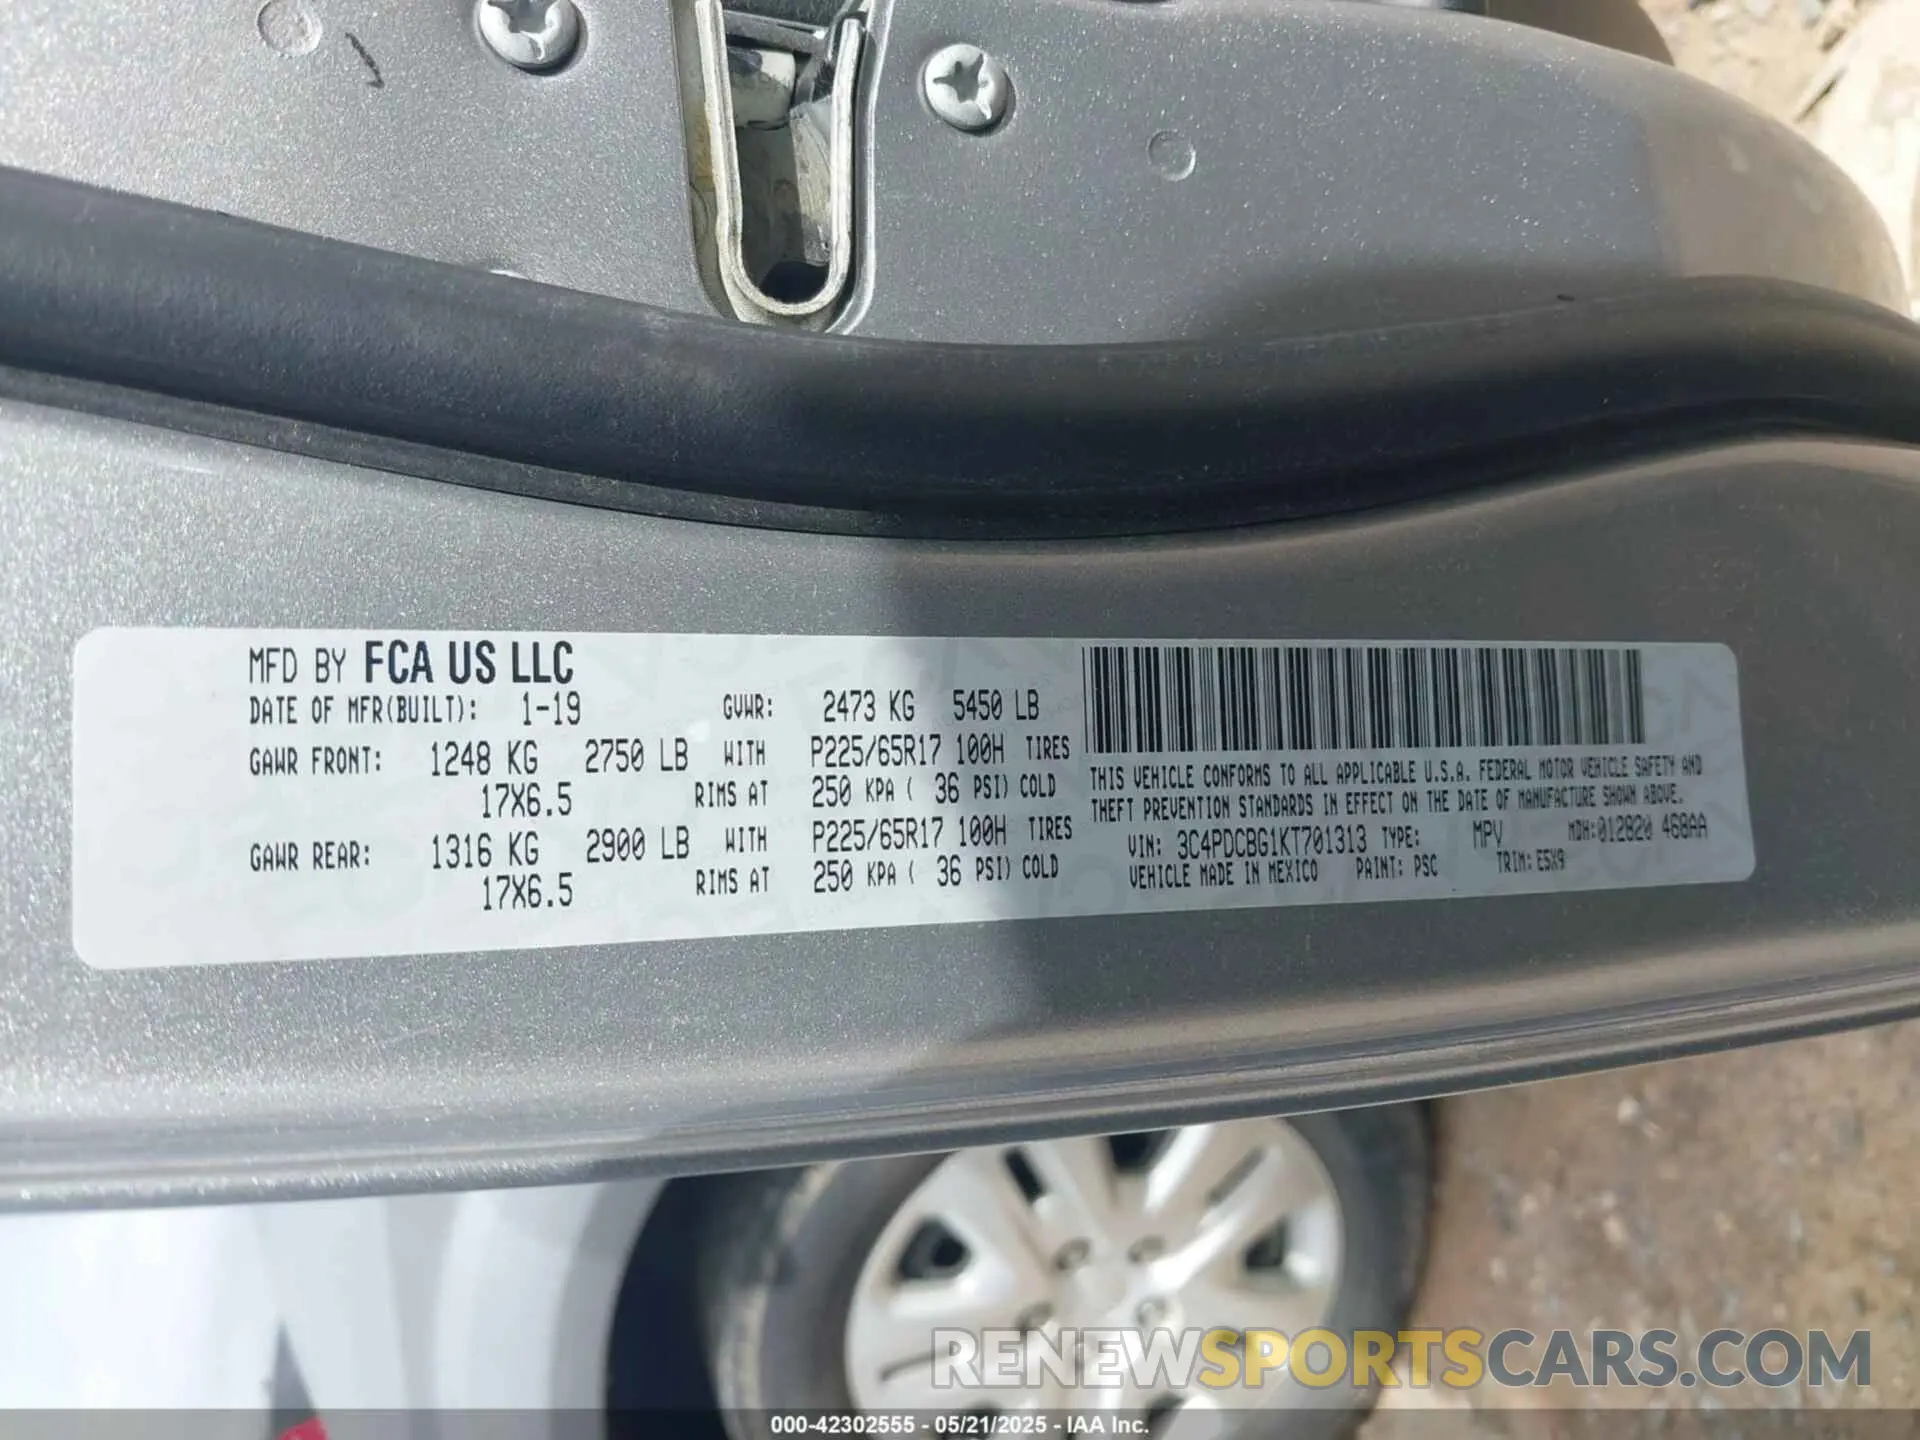 MFD BY FCA US LLC
DATE OF MFR(BUILT): 1-19 GVWR: 2473 KG 5450 LB
GAWR FRONT: 1248 KG 2750 LB WITH P225/65R17 100H TIRES
17X6.5 RIMS AT 250 KPA ( 36 PSI) COLD
GAWR REAR: 1316 KG 2900 LB WITH P225/65R17 100H TIRES
17X6.5 RIMS AT 250 KPA ( 36 PSI) COLD
THIS VEHICLE CONFORMS TO ALL APPLICABLE U.S.A. FEDERAL MOTOR VEHICLE SAFETY AND
THEFT PREVENTION STANDARDS IN EFFECT ON THE DATE OF MANUFACTURE SHOWN ABOVE.
VIN: 3C4PDCBG1KT701313 TYPE: MPV MDH:012820 468AA
VEHICLE MADE IN MEXICO PAINT: PSC TRIM: E5X9
RENEWSPORTSCARS.COM
000-42302555 - 05/21/2025 - IAA Inc.